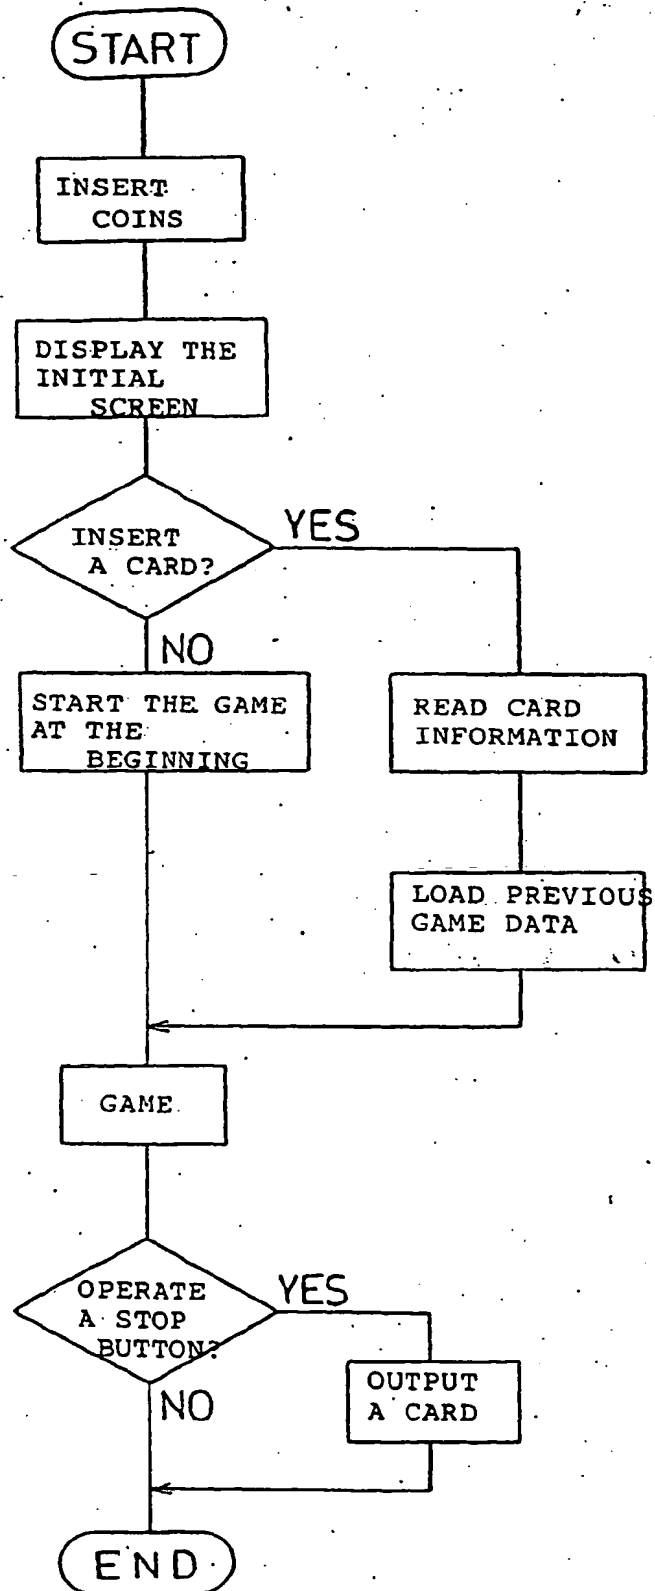 START
INSERT
COINS
DISPLAY THE
INITIAL
SCREEN
INSERT
A CARD?
YES
NO
START THE GAME
AT THE
BEGINNING
READ CARD
INFORMATION
LOAD PREVIOUS
GAME DATA
GAME
OPERATE
A STOP
BUTTON?
YES
NO
OUTPUT
A CARD
END